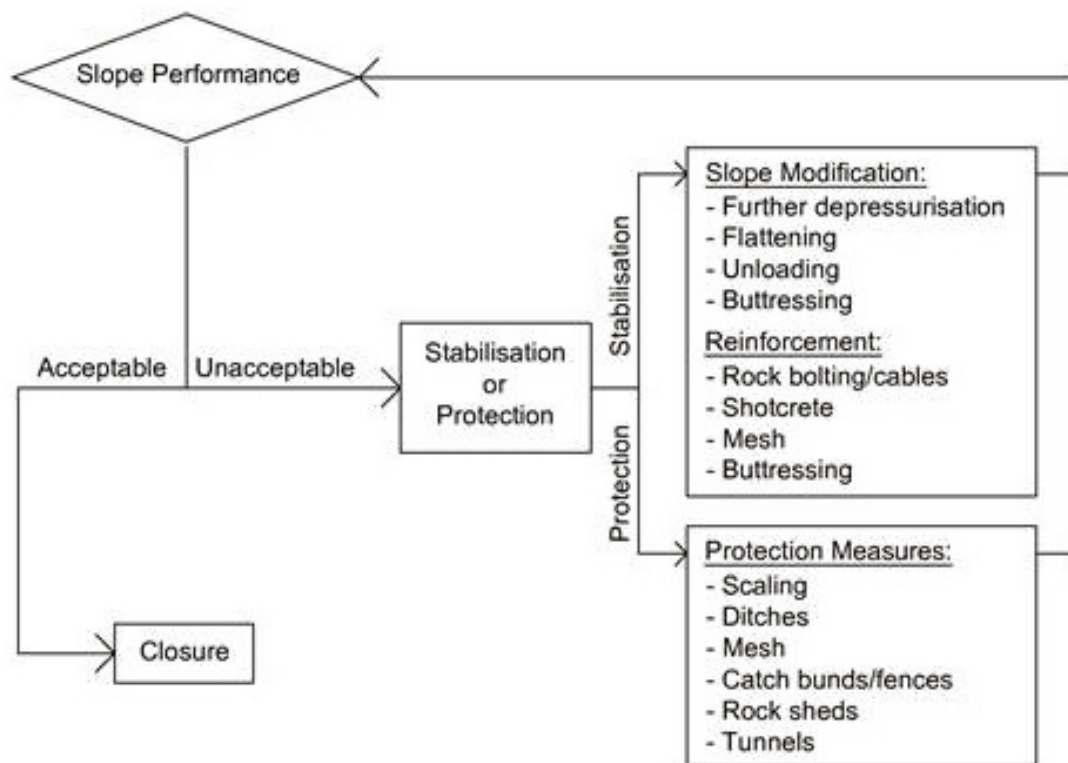 Slope Performance
Acceptable
Unacceptable
Stabilisation
or
Protection
Stabilisation
Protection
Slope Modification:
- Further depressurisation
- Flattening
- Unloading
- Buttressing
Reinforcement:
- Rock bolting/cables
- Shotcrete
- Mesh
- Buttressing
Protection Measures:
- Scaling
- Ditches
- Mesh
- Catch bunds/fences
- Rock sheds
- Tunnels
Closure